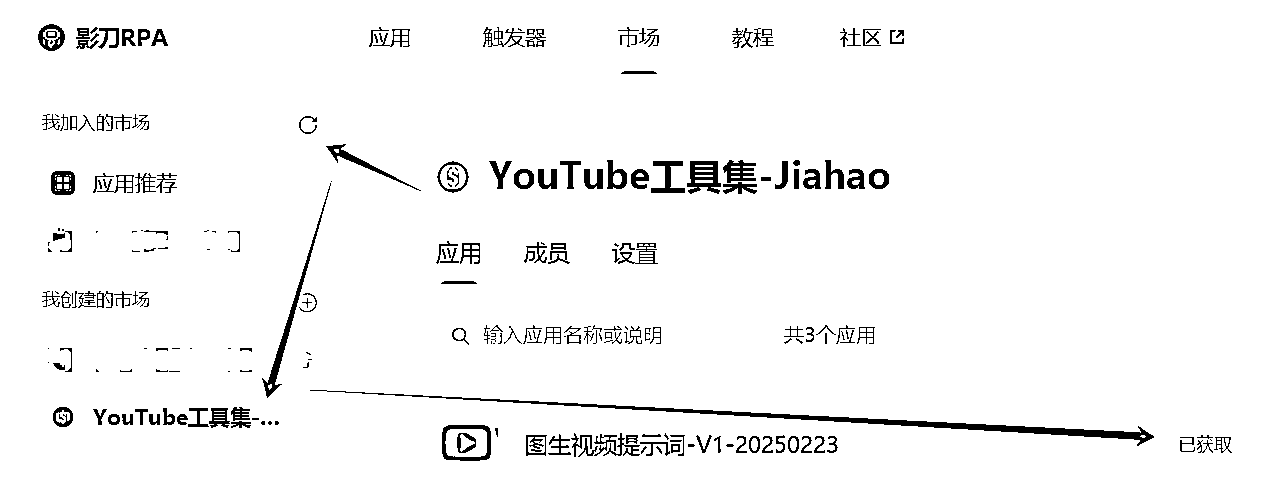 影刀RPA
应用 触发器 市场 教程 社区
我加入的市场
应用推荐
我创建的市场
YouTube工具集-...
YouTube工具集-Jiahao
应用 成员 设置
输入应用名称或说明 共3个应用
图生视频提示词-V1-20250223 已获取